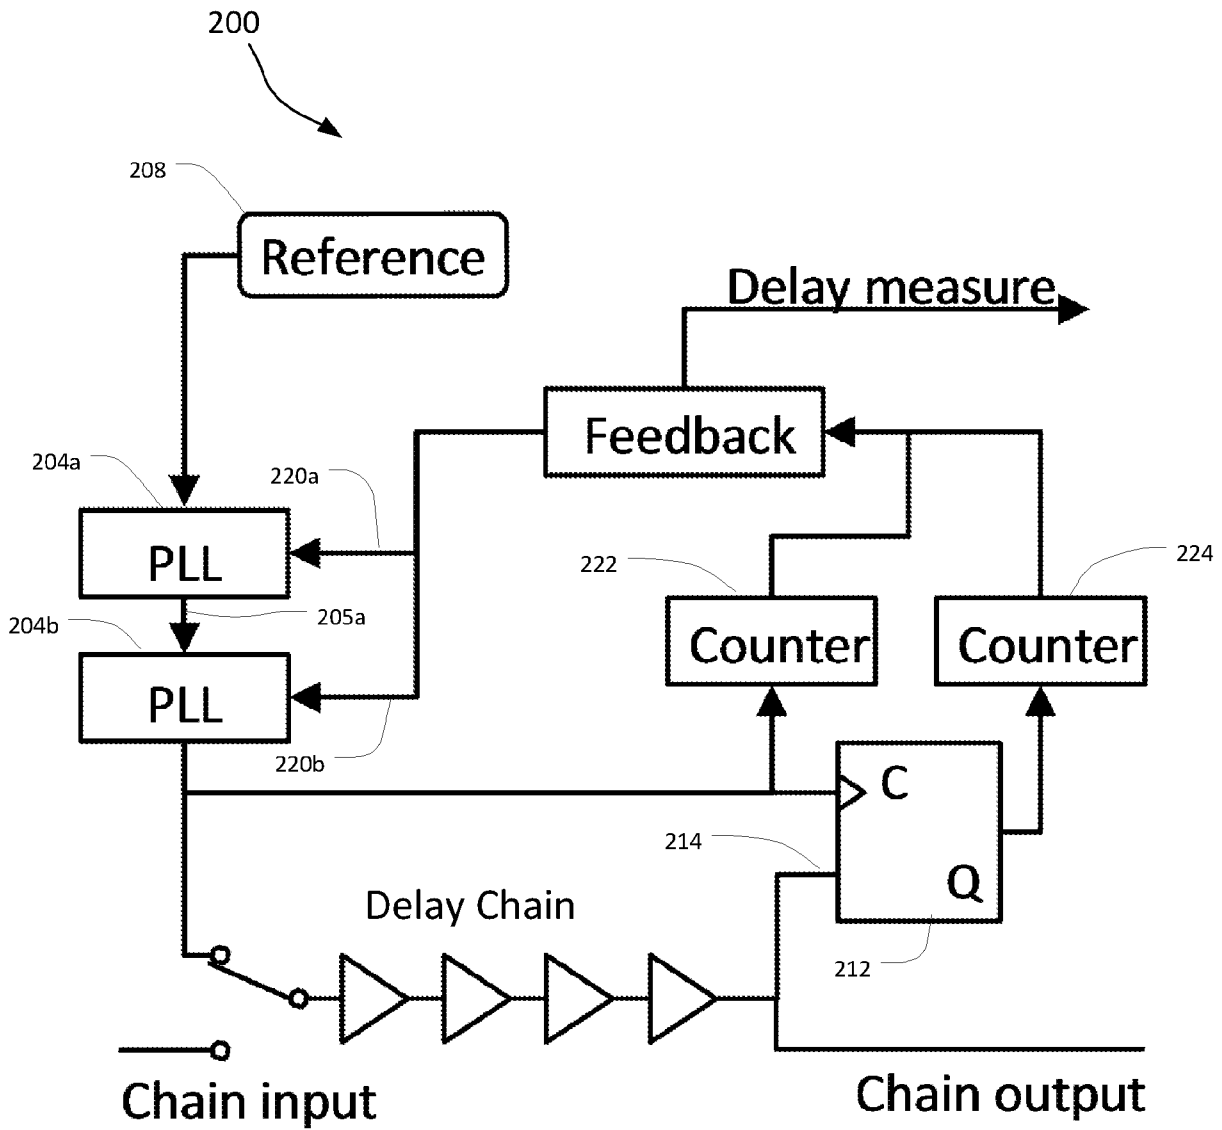 200
208
Reference
Delay measure
Feedback
204a
220a
PLL
222
224
205a
204b
Counter
Counter
PLL
220b
C
214
Q
Delay Chain
212
Chain input
Chain output